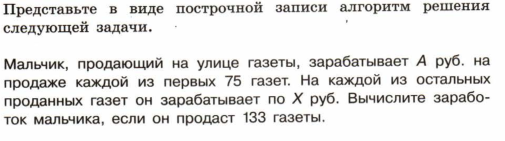 Представьте в виде построчной записи алгоритм решения
следующей задачи.
Мальчик, продающий на улице газеты, зарабатывает А руб. на
продаже каждой из первых 75 газет. На каждой из остальных
проданных газет он зарабатывает по X руб. Вычислите зарабо-
ток мальчика, если он продаст 133 газеты.